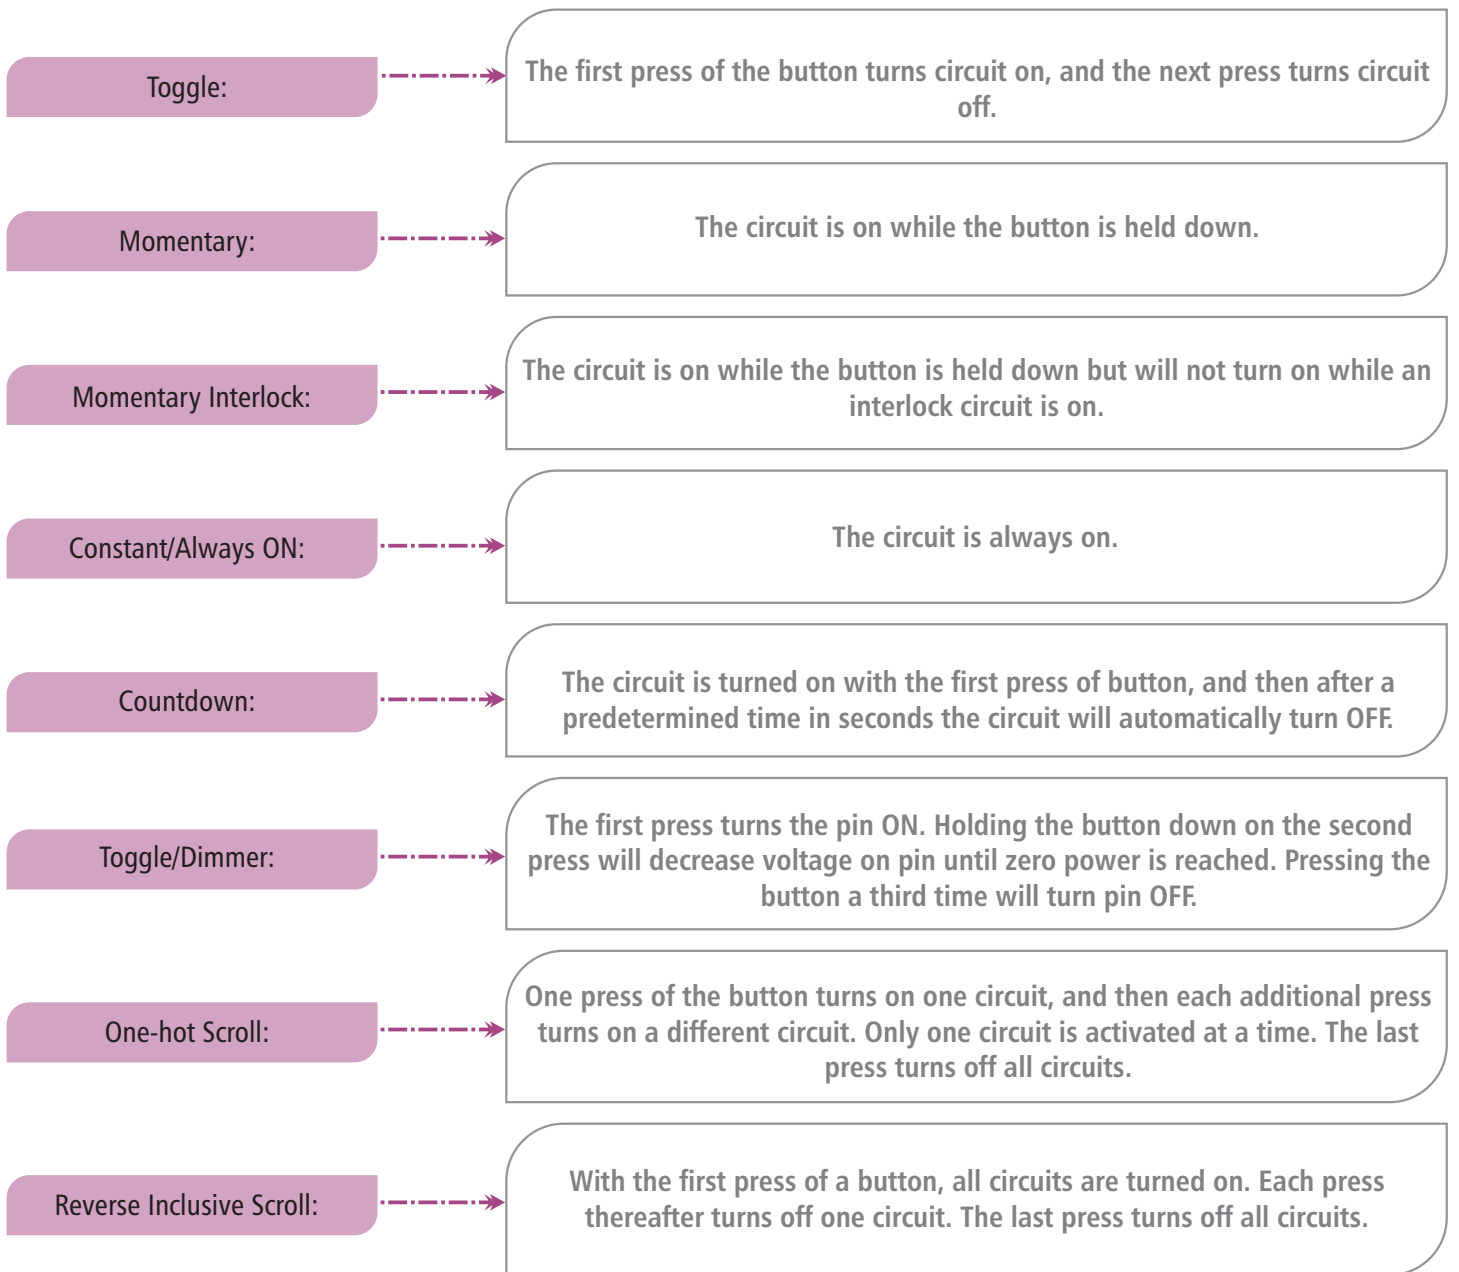 Toggle:
The first press of the button turns circuit on, and the next press turns circuit
off.
Momentary:
The circuit is on while the button is held down.
Momentary Interlock:
The circuit is on while the button is held down but will not turn on while an
interlock circuit is on.
Constant/Always ON:
The circuit is always on.
Countdown:
The circuit is turned on with the first press of button, and then after a
predetermined time in seconds the circuit will automatically turn OFF.
Toggle/Dimmer:
The first press turns the pin ON. Holding the button down on the second
press will decrease voltage on pin until zero power is reached. Pressing the
button a third time will turn pin OFF.
One-hot Scroll:
One press of the button turns on one circuit, and then each additional press
turns on a different circuit. Only one circuit is activated at a time. The last
press turns off all circuits.
Reverse Inclusive Scroll:
With the first press of a button, all circuits are turned on. Each press
thereafter turns off one circuit. The last press turns off all circuits.